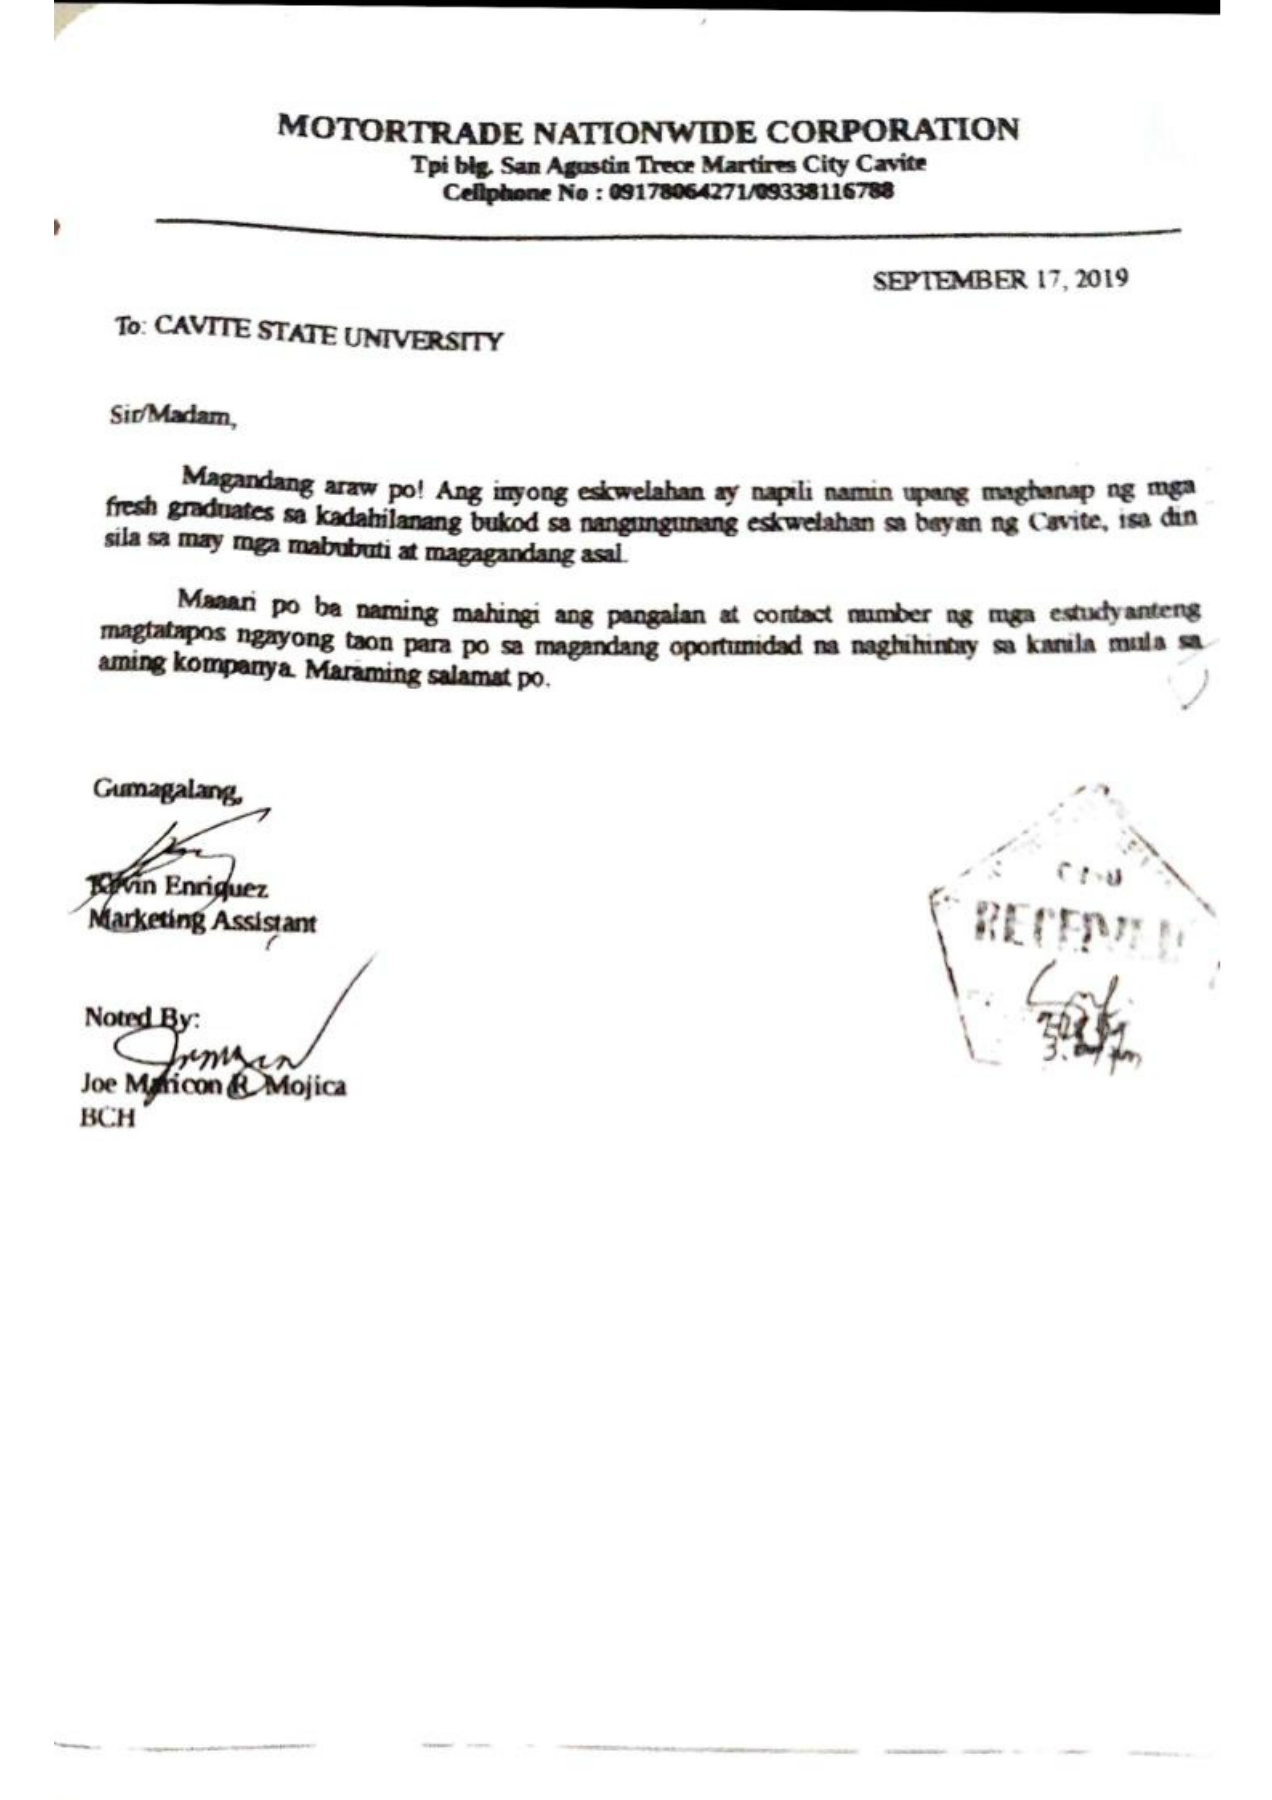 MOTORTRADE NATIONWIDE CORPORATION
Tpi blg. San Agustin Trece Martires City Cavite
Cellphone No : 09178064271/09338116788
SEPTEMBER 17, 2019
To: CAVITE STATE UNIVERSITY
Sir/Madam,
Magandang araw po! Ang inyong eskwelahan ay napili namin upang maghanap ng mga
fresh graduates sa kadahilanang bukod sa nangungunang eskwelahan sa bayan ng Cavite, isa din
sila sa may mga mabubuti at magagandang asal.
Maaari po ba naming mahingi ang pangalan at contact number ng mga estudyanteng
magtatapos ngayong taon para po sa magandang oportunidad na naghihintay sa kanila mula sa
aming kompanya. Maraming salamat po.
Gumagalang,
Enriquez
Marketing Assistant
Noted By:
Joe Maricon R. Mojica
BCH
RECEIVED